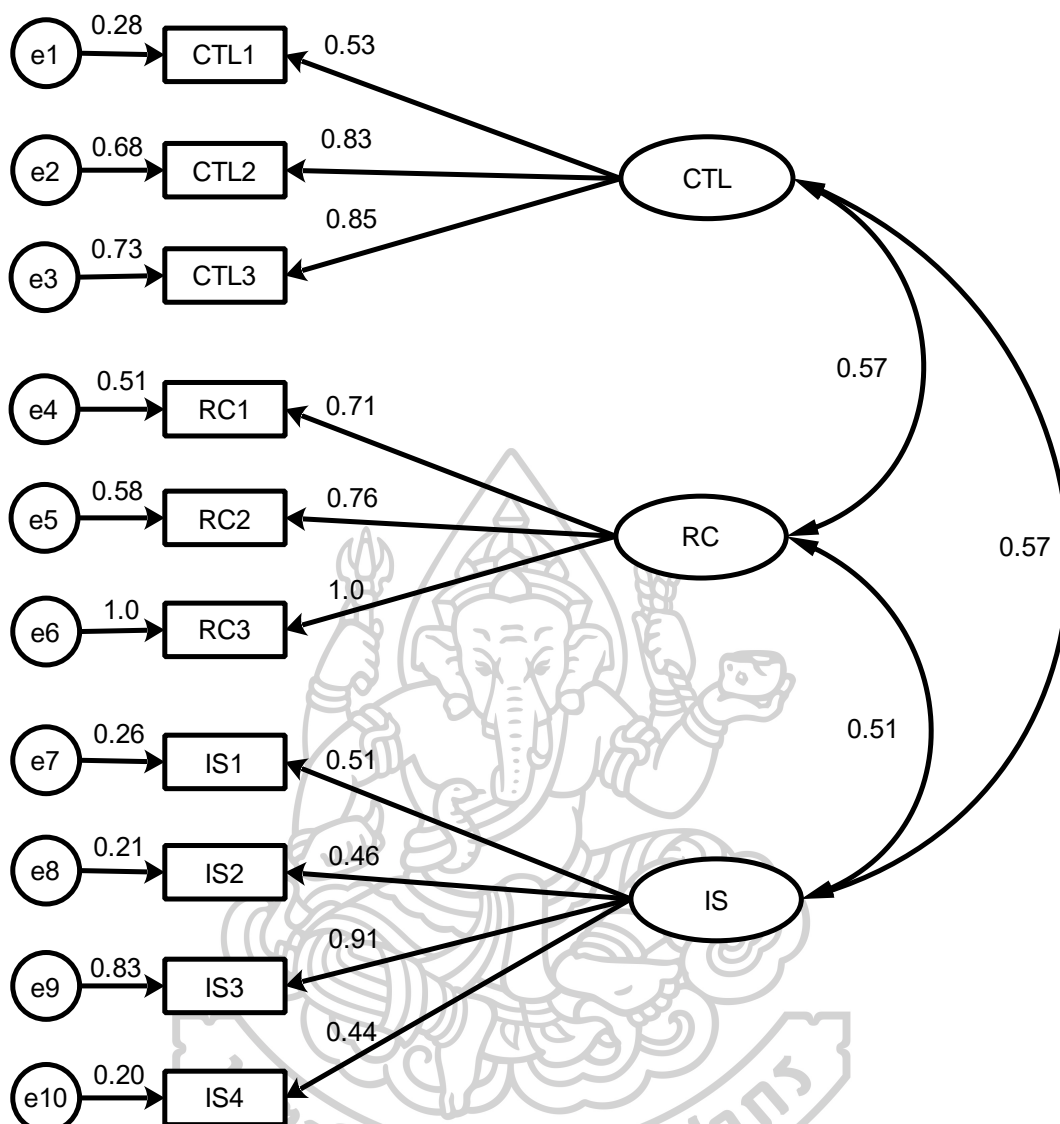 e1 0.28 CTL1 0.53
e2 0.68 CTL2 0.83
CTL
e3 0.73 CTL3 0.85
0.57
e4 0.51 RC1 0.71
e5 0.58 RC2 0.76
RC
0.57
e6 1.0 RC3 1.0
0.51
e7 0.26 IS1 0.51
e8 0.21 IS2 0.46
IS
e9 0.83 IS3 0.91
e10 0.20 IS4 0.44